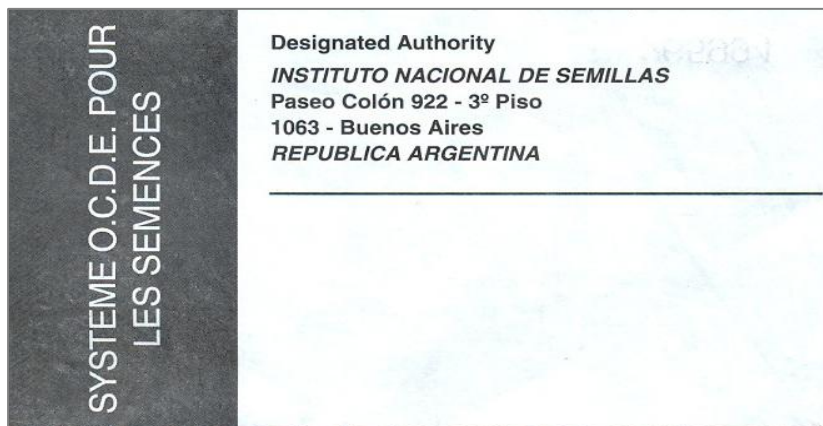 SYSTEME O.C.D.E. POUR
LES SEMENCES
Designated Authority
INSTITUTO NACIONAL DE SEMILLAS
Paseo Colón 922 - 3º Piso
1063 - Buenos Aires
REPUBLICA ARGENTINA